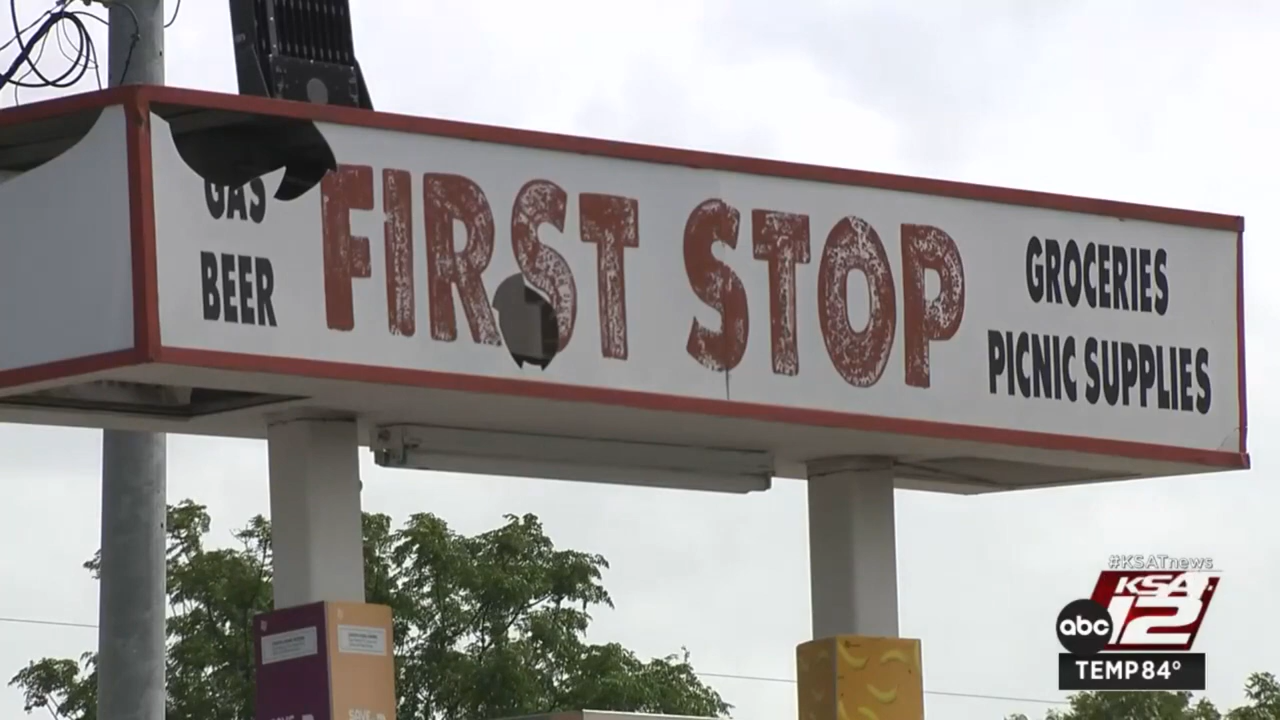 GAS
BEER
FIRST STOP
GROCERIES
PICNIC SUPPLIES
#KSATnews
KSAT
12
abc
TEMP 84°